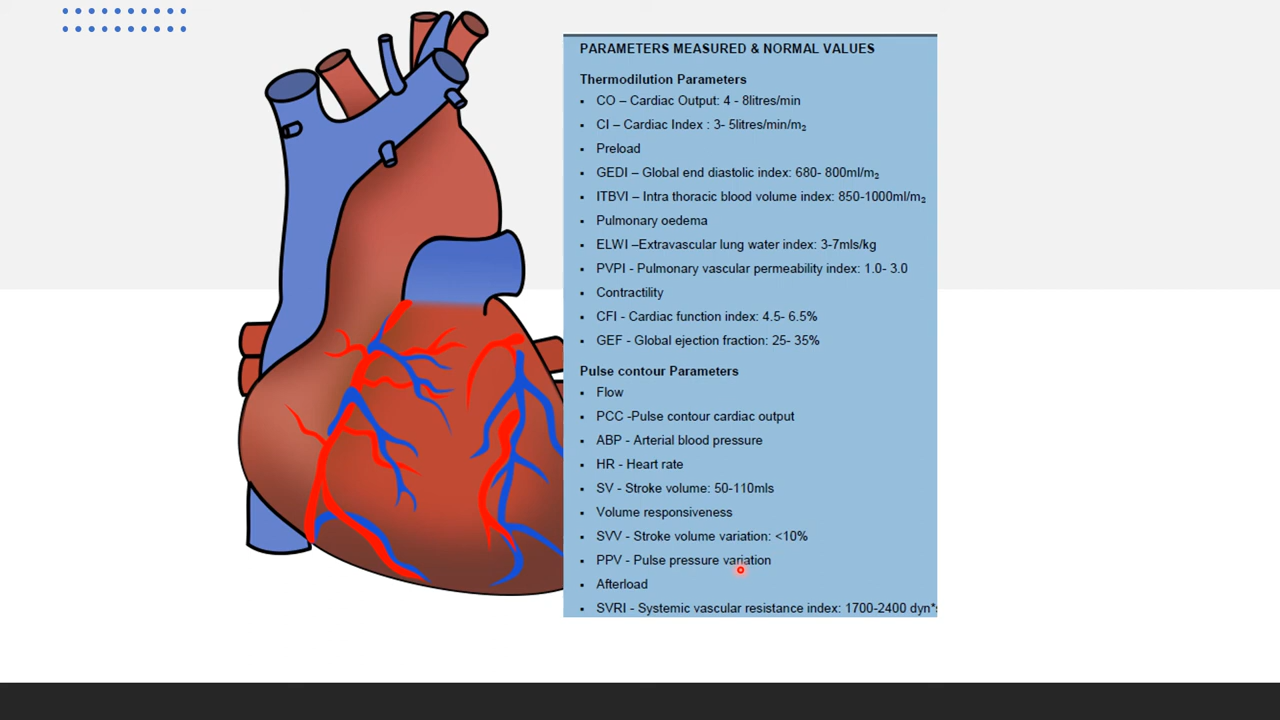 PARAMETERS MEASURED & NORMAL VALUES
Thermodilution Parameters
▪ CO – Cardiac Output: 4 - 8litres/min
▪ CI – Cardiac Index : 3- 5litres/min/m₂
▪ Preload
▪ GEDI – Global end diastolic index: 680- 800ml/m₂
▪ ITBVI – Intra thoracic blood volume index: 850-1000ml/m₂
▪ Pulmonary oedema
▪ ELWI –Extravascular lung water index: 3-7mls/kg
▪ PVPI - Pulmonary vascular permeability index: 1.0- 3.0
▪ Contractility
▪ CFI - Cardiac function index: 4.5- 6.5%
▪ GEF - Global ejection fraction: 25- 35%
Pulse contour Parameters
▪ Flow
▪ PCC -Pulse contour cardiac output
▪ ABP - Arterial blood pressure
▪ HR - Heart rate
▪ SV - Stroke volume: 50-110mls
▪ Volume responsiveness
▪ SVV - Stroke volume variation: <10%
▪ PPV - Pulse pressure variation
▪ Afterload
▪ SVRI - Systemic vascular resistance index: 1700-2400 dyn*